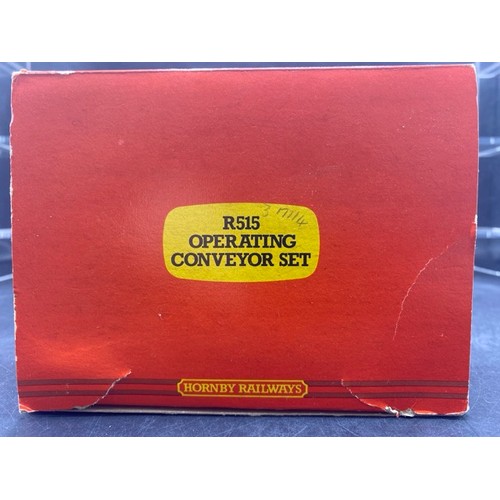 R515
OPERATING
CONVEYOR SET
HORNBY RAILWAYS